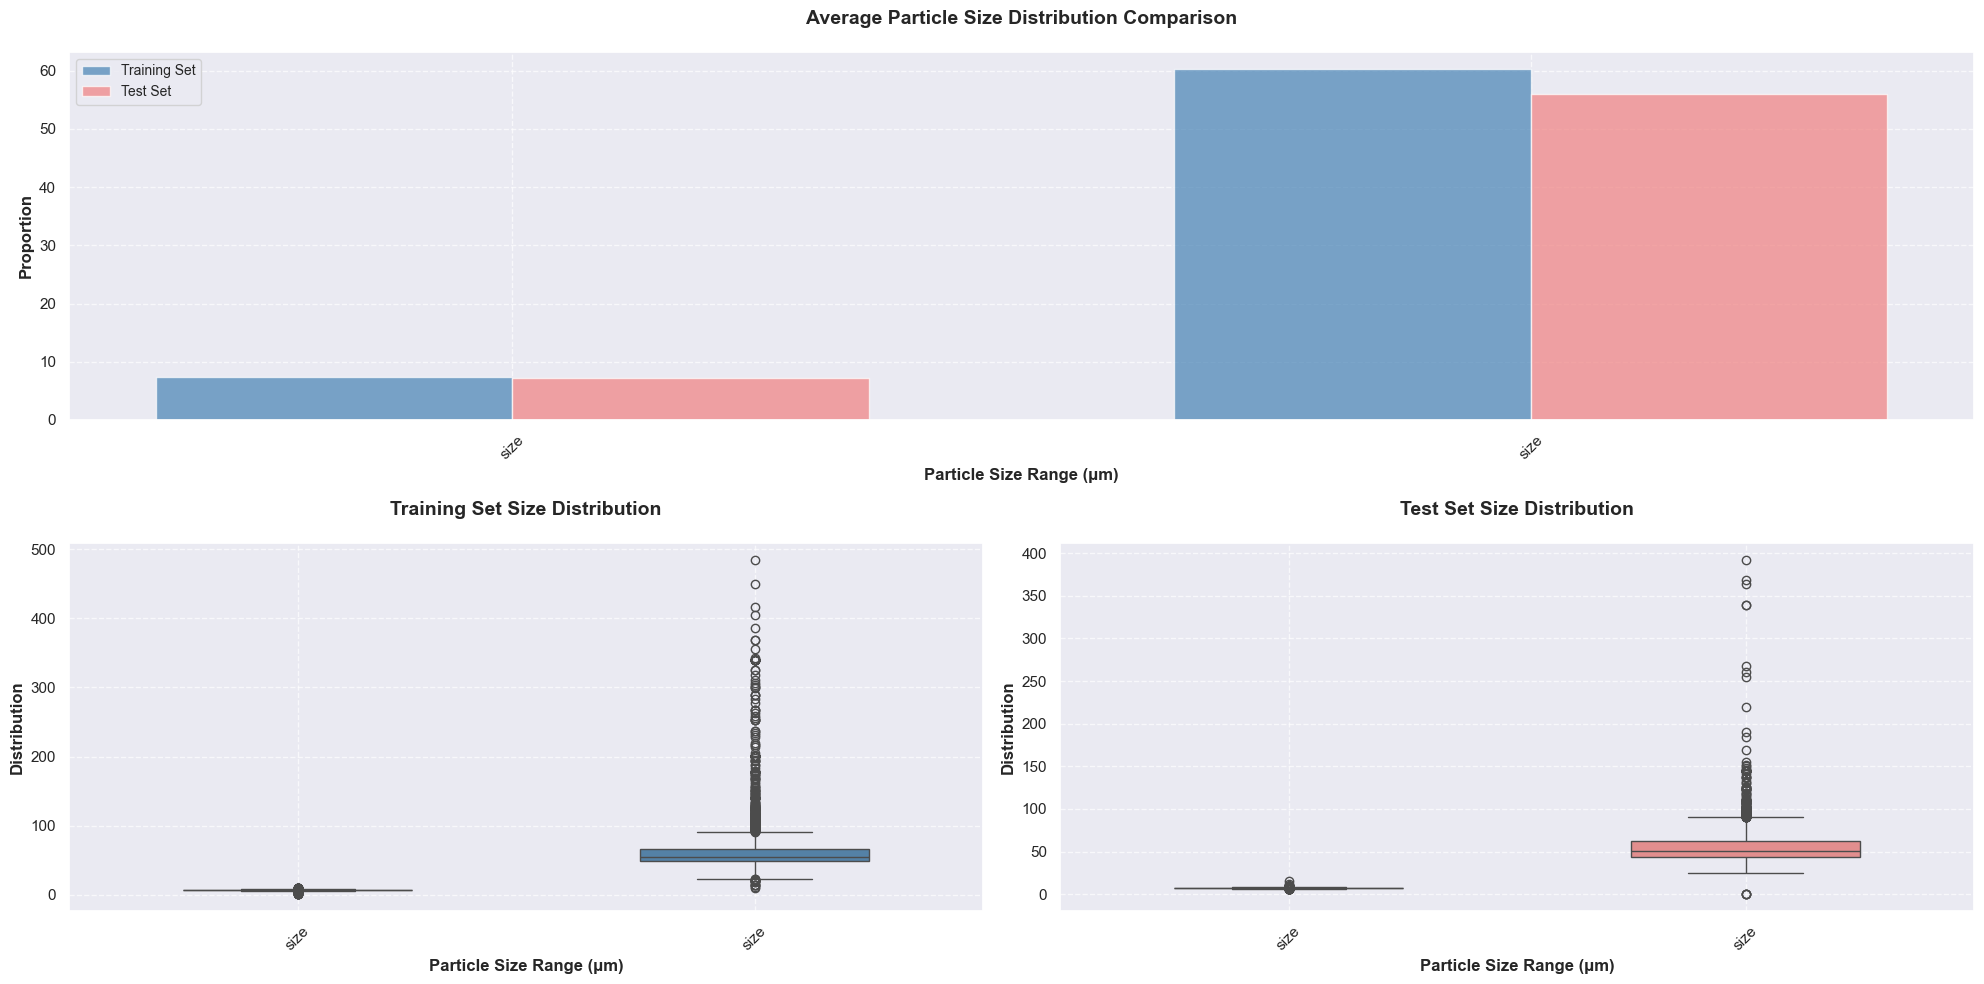 Average Particle Size Distribution Comparison
Training Set
Test Set
Proportion
60
50
40
30
20
10
0
size
size
Particle Size Range (μm)
Training Set Size Distribution
Distribution
500
400
300
200
100
0
size
size
Particle Size Range (μm)
Test Set Size Distribution
Distribution
400
350
300
250
200
150
100
50
0
size
size
Particle Size Range (μm)